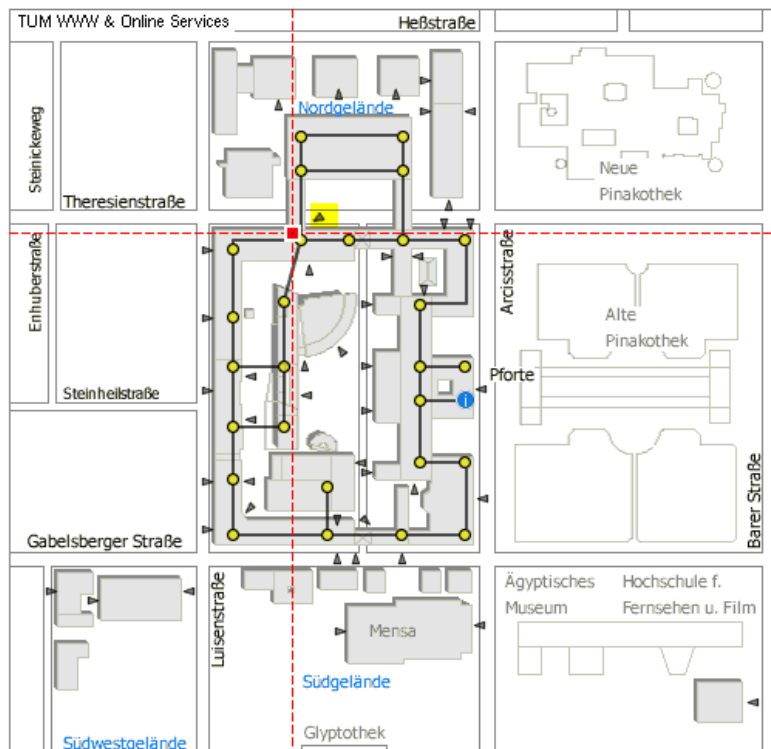 TUM WWW & Online Services
Heßstraße
Nordgelände
Steinickeweg
Neue
Pinakothek
Theresienstraße
Enhuberstraße
Arcisstraße
Alte
Pinakothek
Pforte
i
Steinheilstraße
Gabelsberger Straße
Barer Straße
Luisenstraße
Ägyptisches
Museum
Hochschule f.
Fernsehen u. Film
Mensa
Südgelände
Glyptothek
Südwestgelände